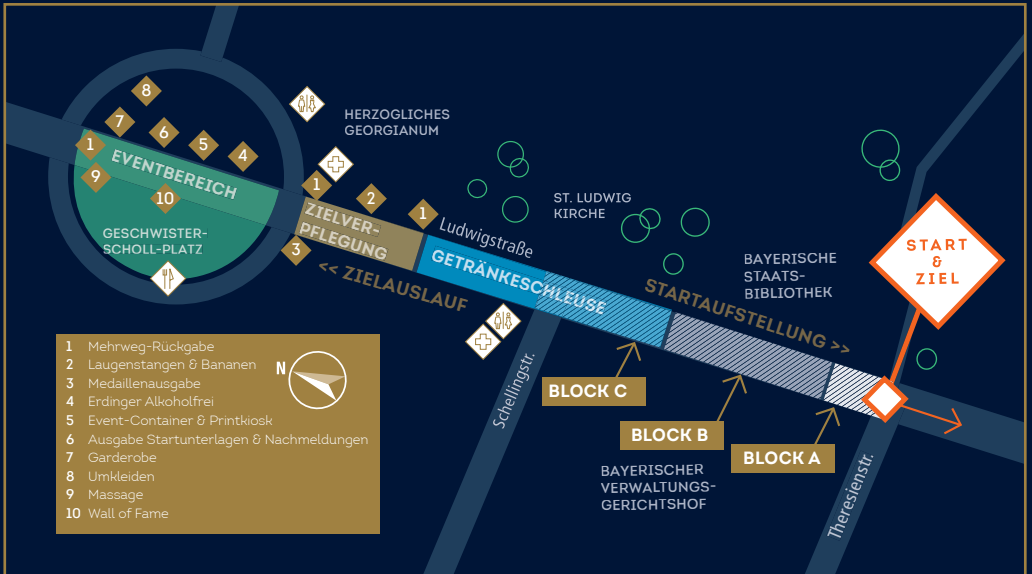 8
7
6
5
4
1
9
10
EVENTBEREICH
GESCHWISTER-
SCHOLL-PLATZ
HERZOGLICHES
GEORGIANUM
1
2
1
3
ZIELVER-
PFLEGUNG
<< ZIELAUSLAUF
Ludwigstraße
GETRÄNKESCHLEUSE
ST. LUDWIG
KIRCHE
STARTAUFSTELLUNG >>
BAYERISCHE
STAATS-
BIBLIOTHEK
START
&
ZIEL
Schellingstr.
BLOCK C
BLOCK B
BLOCK A
BAYERISCHER
VERWALTUNGS-
GERICHTSHOF
Theresienstr.
N
1 Mehrweg-Rückgabe
2 Laugenstangen & Bananen
3 Medaillenausgabe
4 Erdinger Alkoholfrei
5 Event-Container & Printkiosk
6 Ausgabe Startunterlagen & Nachmeldungen
7 Garderobe
8 Umkleiden
9 Massage
10 Wall of Fame